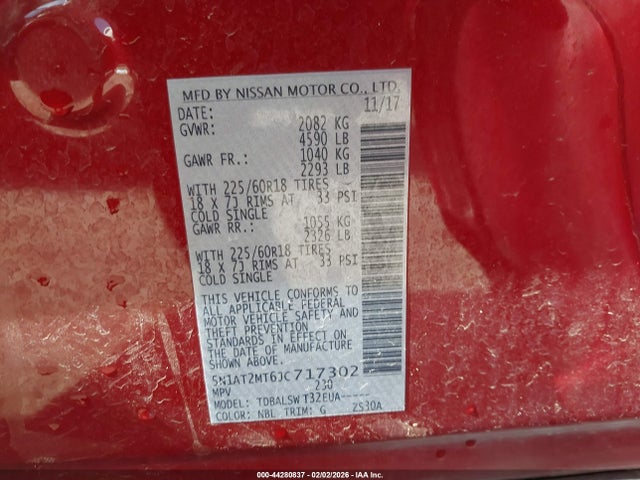 MFD BY NISSAN MOTOR CO., LTD.
DATE: 11/17
GVWR: 2082 KG
4590 LB
GAWR FR.: 1040 KG
2293 LB
WITH 225/60R18 TIRES
18 X 7J RIMS AT 33 PSI
COLD SINGLE
GAWR RR.: 1055 KG
2326 LB
WITH 225/60R18 TIRES
18 X 7J RIMS AT 33 PSI
COLD SINGLE
THIS VEHICLE CONFORMS TO
ALL APPLICABLE FEDERAL
MOTOR VEHICLE SAFETY AND
THEFT PREVENTION
STANDARDS IN EFFECT ON
THE DATE OF MANUFACTURE
SHOWN ABOVE.
5N1AT2MT6JC717302
MPV 230
MODEL: TDBALSWT32EUA-----
COLOR: NBL TRIM: G ZS30A
000-44280837 - 02/02/2026 - IAA Inc.